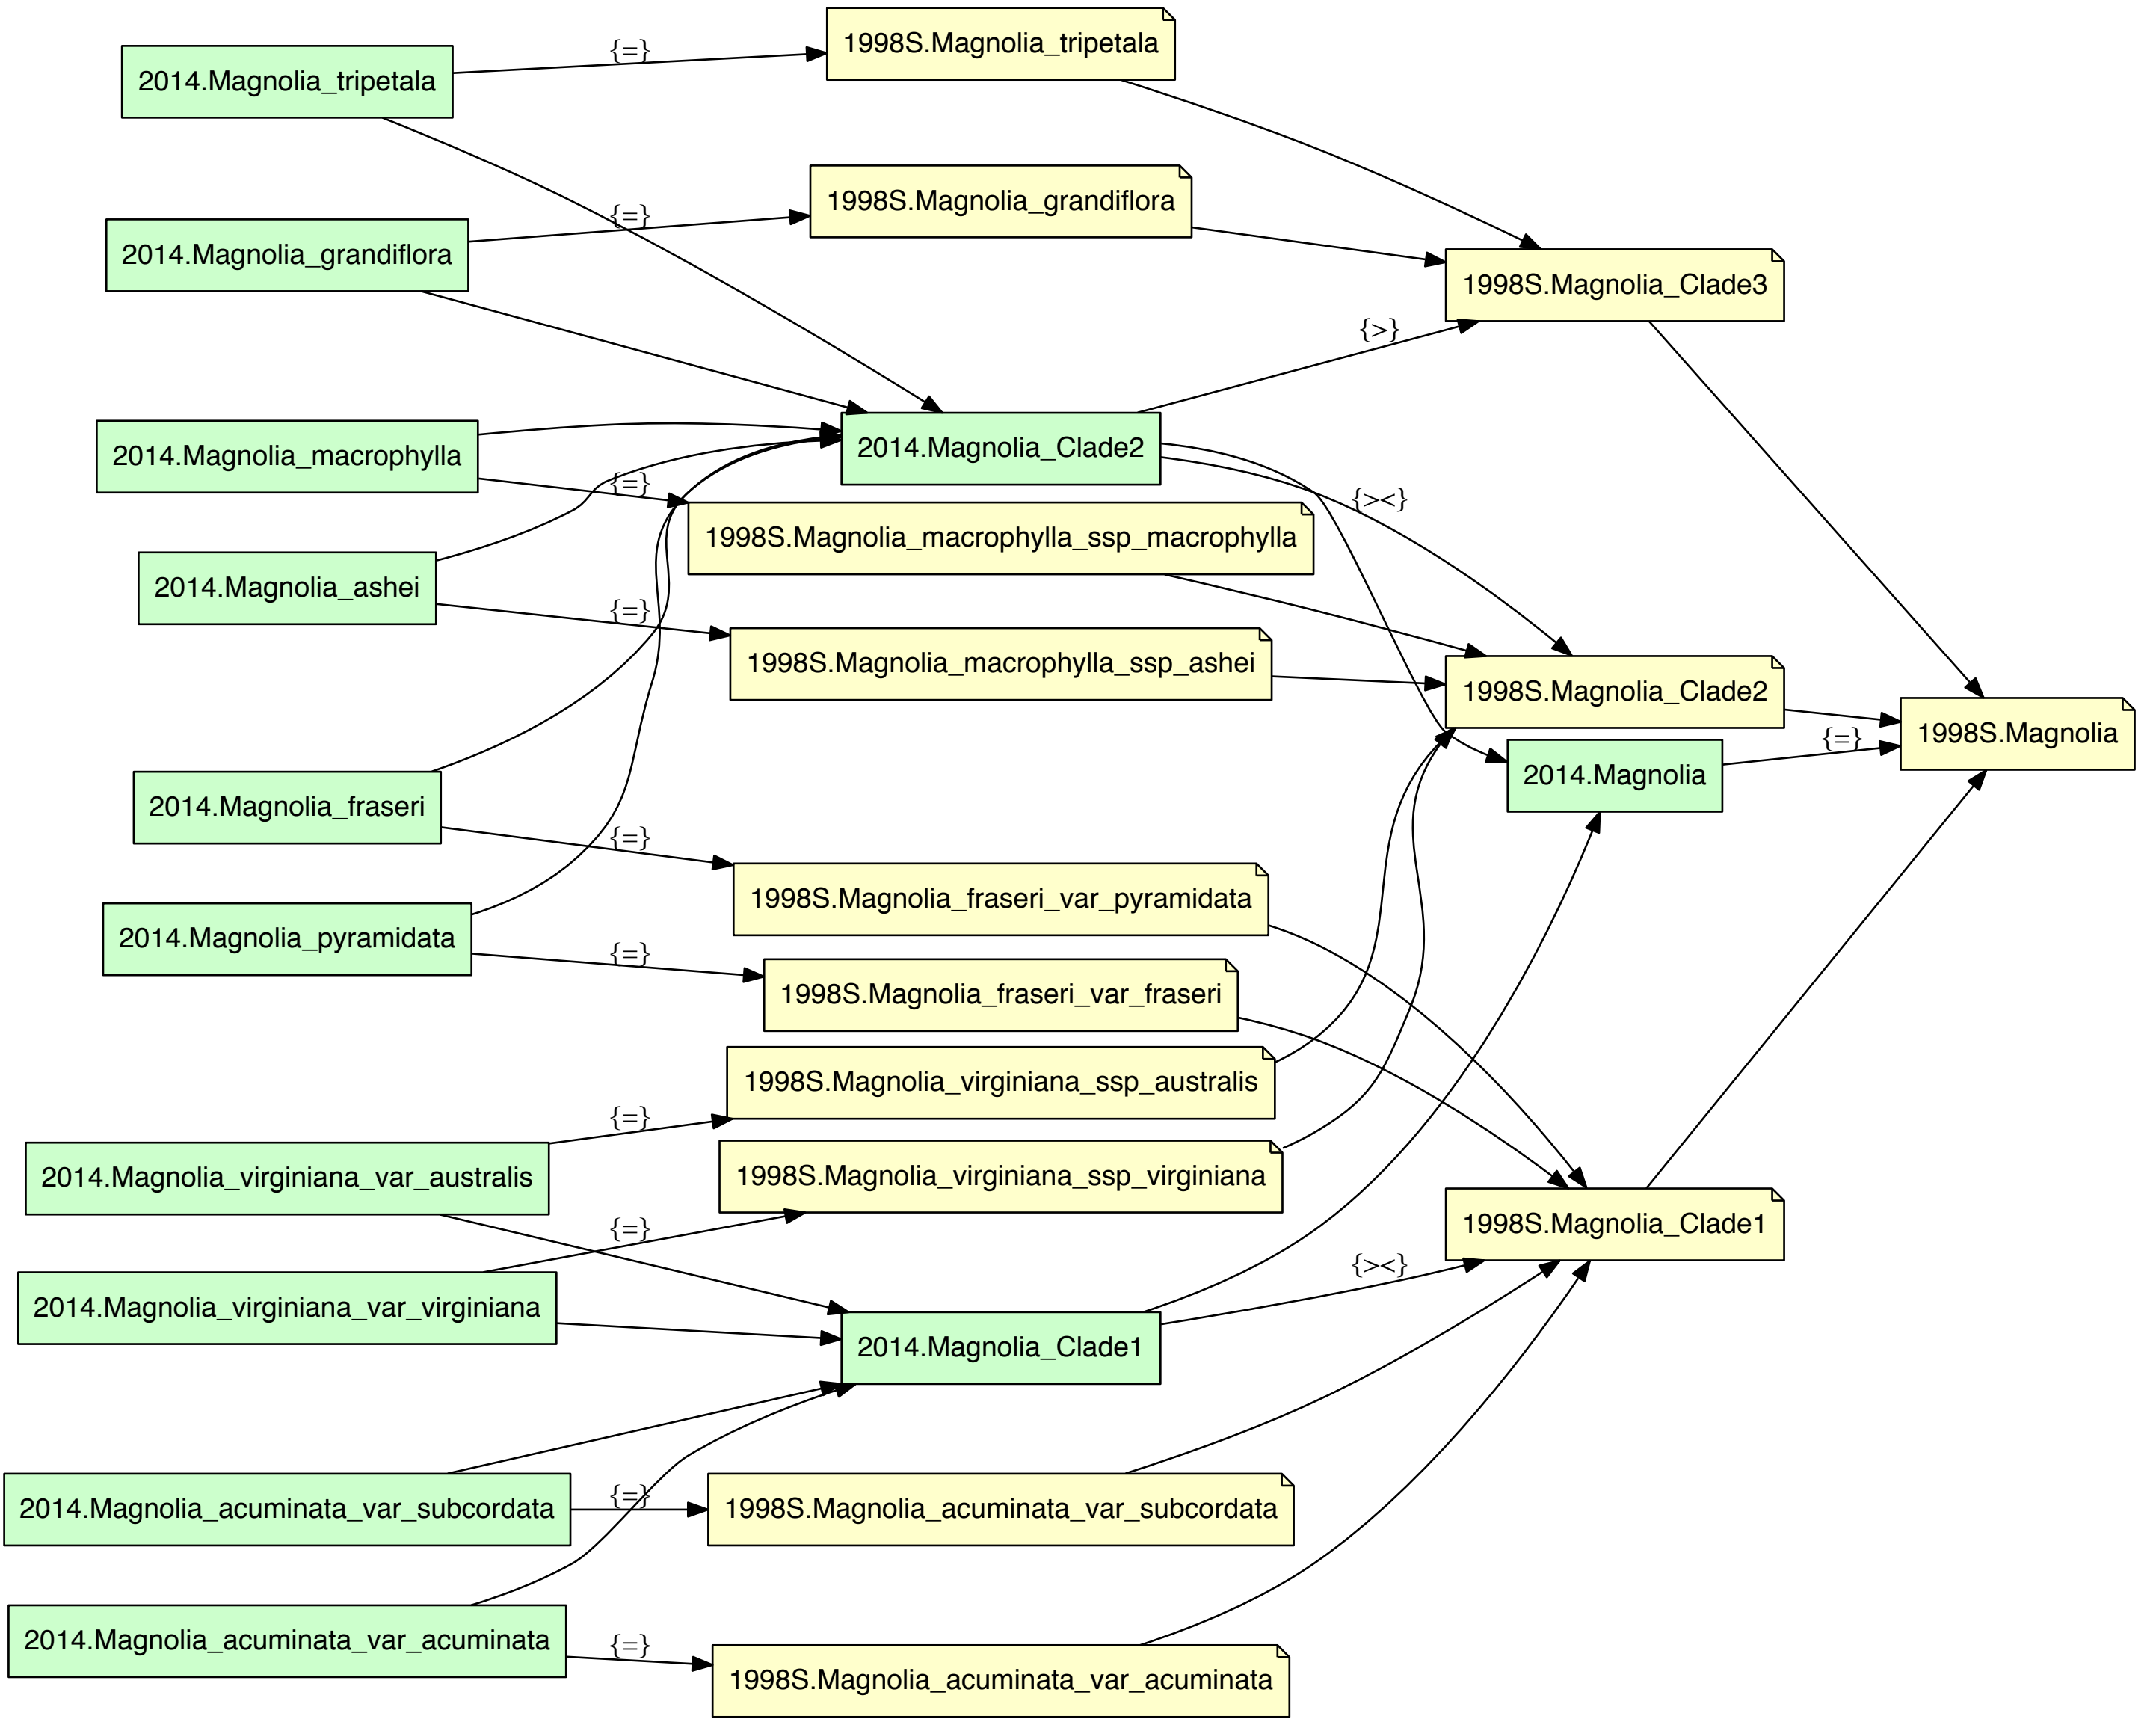 1998S.Magnolia_tripetala
{=}
2014.Magnolia_tripetala
1998S.Magnolia_grandiflora
{=}
2014.Magnolia_grandiflora
1998S.Magnolia_Clade3
{>}
2014.Magnolia_Clade2
2014.Magnolia_macrophylla
{=}
{><}
1998S.Magnolia_macrophylla_ssp_macrophylla
2014.Magnolia_ashei
{=}
1998S.Magnolia_macrophylla_ssp_ashei
1998S.Magnolia_Clade2
1998S.Magnolia
{=}
2014.Magnolia
2014.Magnolia_fraseri
{=}
1998S.Magnolia_fraseri_var_pyramidata
2014.Magnolia_pyramidata
{=}
1998S.Magnolia_fraseri_var_fraseri
1998S.Magnolia_virginiana_ssp_australis
{=}
2014.Magnolia_virginiana_var_australis
1998S.Magnolia_virginiana_ssp_virginiana
{=}
1998S.Magnolia_Clade1
{><}
2014.Magnolia_virginiana_var_virginiana
2014.Magnolia_Clade1
2014.Magnolia_acuminata_var_subcordata
{=}
1998S.Magnolia_acuminata_var_subcordata
2014.Magnolia_acuminata_var_acuminata
{=}
1998S.Magnolia_acuminata_var_acuminata